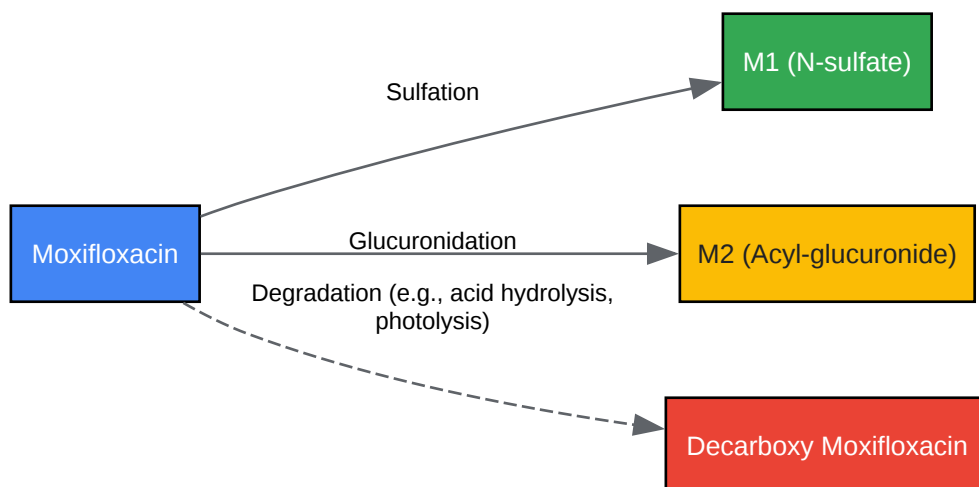 M1 (N-sulfate)
Sulfation
Moxifloxacin
Glucuronidation
M2 (Acyl-glucuronide)
Degradation (e.g., acid hydrolysis,
photolysis)
Decarboxy Moxifloxacin